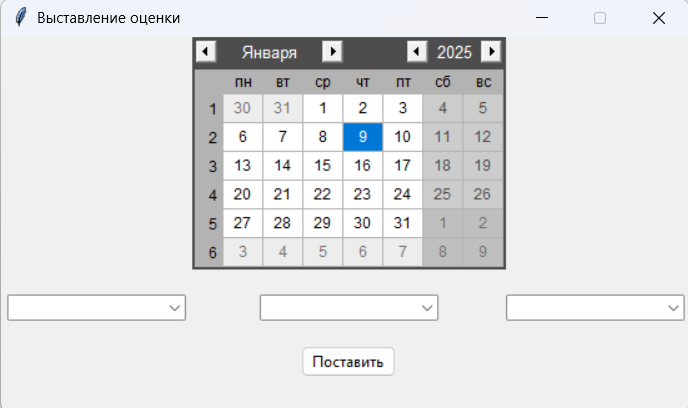 Выставление оценки
Января 2025
пн вт ср чт пт сб вс
1 30 31 1 2 3 4 5
2 6 7 8 9 10 11 12
3 13 14 15 16 17 18 19
4 20 21 22 23 24 25 26
5 27 28 29 30 31 1 2
6 3 4 5 6 7 8 9
Поставить